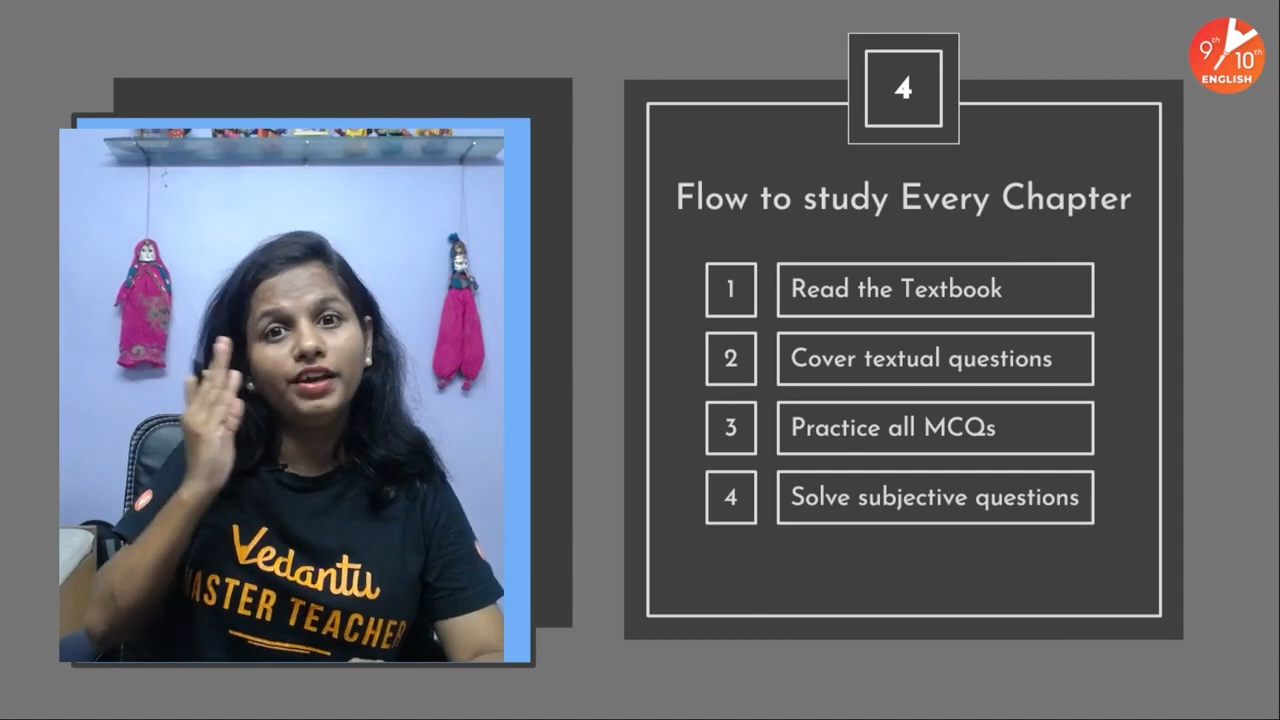 9th 10th
ENGLISH
4
Flow to study Every Chapter
1 Read the Textbook
2 Cover textual questions
3 Practice all MCQs
4 Solve subjective questions
Vedantu
MASTER TEACHER